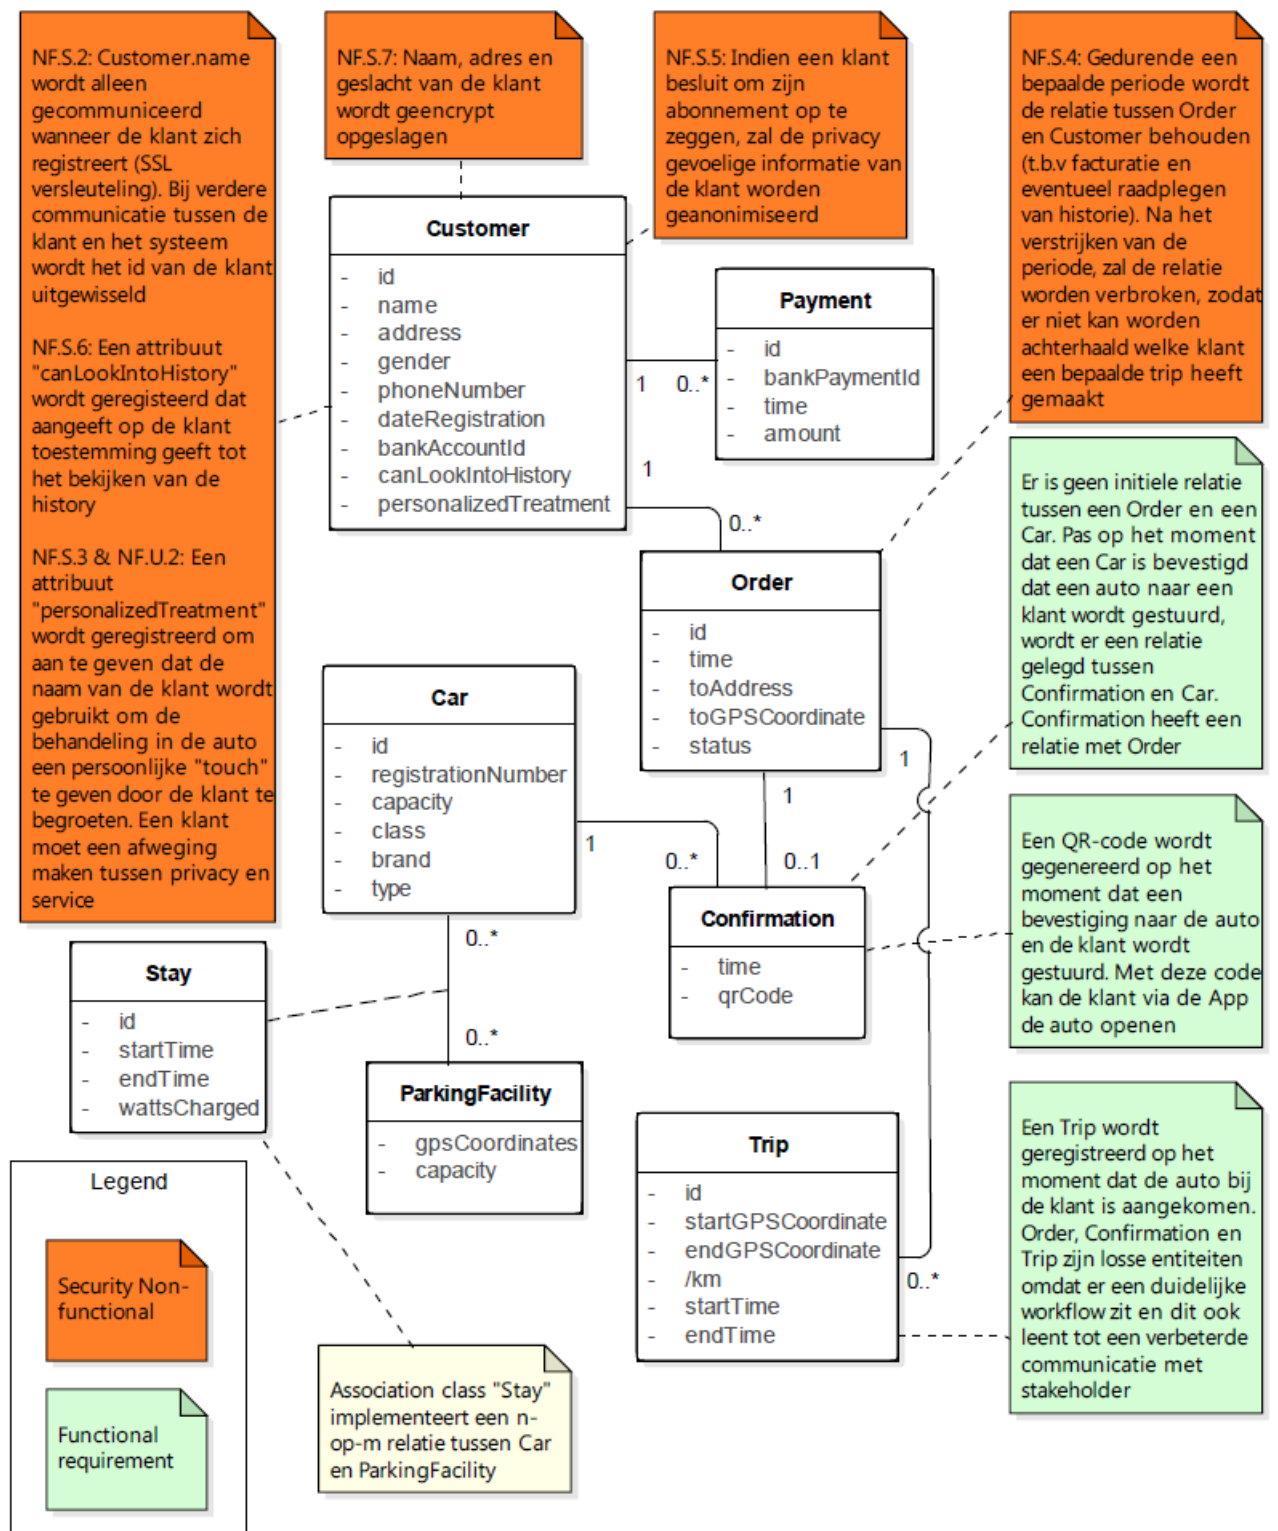 NF.S.2: Customer.name
wordt alleen
gecommuniceerd
wanneer de klant zich
registreert (SSL
versleuteling). Bij verdere
communicatie tussen de
klant en het systeem
wordt het id van de klant
uitgewisseld
NF.S.6: Een attribuut
"canLookIntoHistory"
wordt geregisteerd dat
aangeeft op de klant
toestemming geeft tot
het bekijken van de
history
NF.S.3 & NF.U.2: Een
attribuut
"personalizedTreatment"
wordt geregistreerd om
aan te geven dat de
naam van de klant wordt
gebruikt om de
behandeling in de auto
een persoonlijke "touch"
te geven door de klant te
begroeten. Een klant
moet een afweging
maken tussen privacy en
service
NF.S.7: Naam, adres en
geslacht van de klant
wordt geencrypt
opgeslagen
NF.S.5: Indien een klant
besluit om zijn
abonnement op te
zeggen, zal de privacy
gevoelige informatie van
de klant worden
geanonimiseerd
NF.S.4: Gedurende een
bepaalde periode wordt
de relatie tussen Order
en Customer behouden
(t.b.v facturatie en
eventueel raadplegen
van historie). Na het
verstrijken van de
periode, zal de relatie
worden verbroken, zodat
er niet kan worden
achterhaald welke klant
een bepaalde trip heeft
gemaakt
Customer
- id
- name
- address
- gender
- phoneNumber
- dateRegistration
- bankAccountId
- canLookIntoHistory
- personalizedTreatment
Payment
- id
- bankPaymentId
- time
- amount
1
0..*
1
0..*
Order
- id
- time
- toAddress
- toGPSCoordinate
- status
Er is geen initiele relatie
tussen een Order en een
Car. Pas op het moment
dat een Car is bevestigd
dat een auto naar een
klant wordt gestuurd,
wordt er een relatie
gelegd tussen
Confirmation en Car.
Confirmation heeft een
relatie met Order
Car
- id
- registrationNumber
- capacity
- class
- brand
- type
1
1
1
0..*
0..1
Confirmation
- time
- qrCode
Een QR-code wordt
gegenereerd op het
moment dat een
bevestiging naar de auto
en de klant wordt
gestuurd. Met deze code
kan de klant via de App
de auto openen
0..*
0..*
Stay
- id
- startTime
- endTime
- wattsCharged
ParkingFacility
- gpsCoordinates
- capacity
Trip
- id
- startGPSCoordinate
- endGPSCoordinate
- /km
- startTime
- endTime
0..*
Een Trip wordt
geregistreerd op het
moment dat de auto bij
de klant is aangekomen.
Order, Confirmation en
Trip zijn losse entiteiten
omdat er een duidelijke
workflow zit en dit ook
leent tot een verbeterde
communicatie met
stakeholder
Legend
Security Non-
functional
Functional
requirement
Association class "Stay"
implementeert een n-
op-m relatie tussen Car
en ParkingFacility